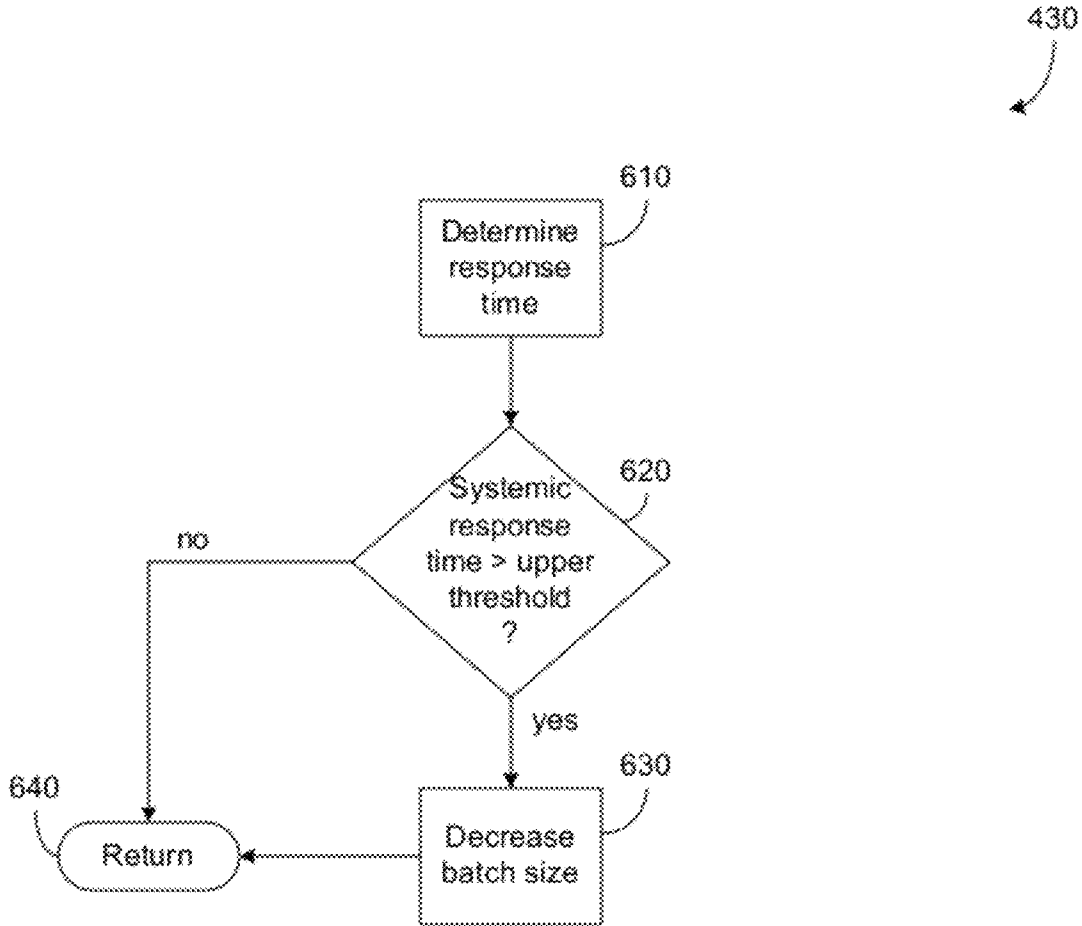 430
610
Determine
response
time
620
Systemic
response
time > upper
threshold
?
no
yes
630
640
Decrease
batch size
Return